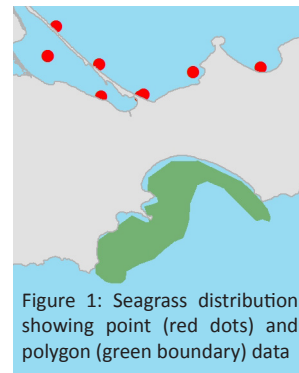 Figure 1: Seagrass distribution
showing point (red dots) and
polygon (green boundary) data